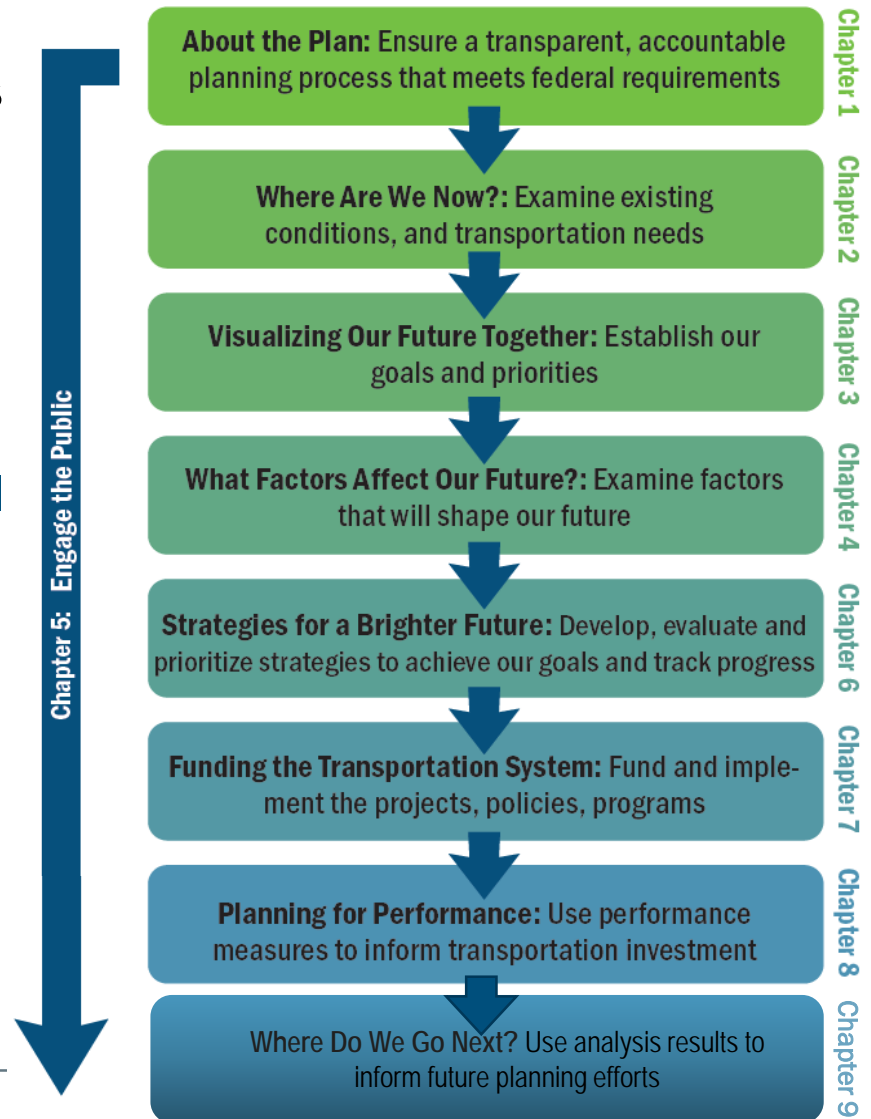 About the Plan: Ensure a transparent, accountable
planning process that meets federal requirements
Chapter 1
Where Are We Now?: Examine existing
conditions, and transportation needs
Chapter 2
Visualizing Our Future Together: Establish our
goals and priorities
Chapter 3
What Factors Affect Our Future?: Examine factors
that will shape our future
Chapter 4
Chapter 5: Engage the Public
Strategies for a Brighter Future: Develop, evaluate and
prioritize strategies to achieve our goals and track progress
Chapter 6
Funding the Transportation System: Fund and imple-
ment the projects, policies, programs
Chapter 7
Planning for Performance: Use performance
measures to inform transportation investment
Chapter 8
Where Do We Go Next? Use analysis results to
inform future planning efforts
Chapter 9